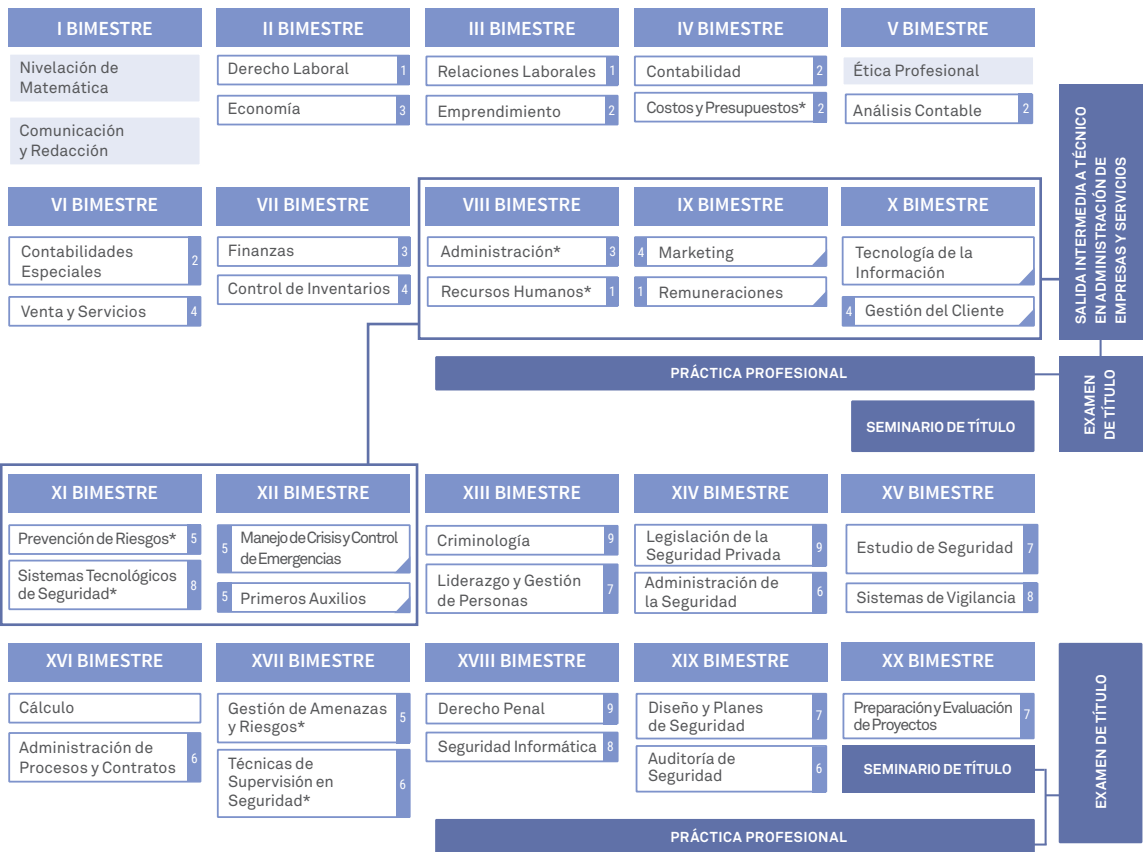 I BIMESTRE
II BIMESTRE
III BIMESTRE
IV BIMESTRE
V BIMESTRE
Nivelación de
Matemática
Comunicación
y Redacción
Derecho Laboral 1
Economía 3
Relaciones Laborales 1
Emprendimiento 2
Contabilidad 2
Costos y Presupuestos* 2
Ética Profesional
Análisis Contable 2
SALIDA INTERMEDIA A TÉCNICO
EN ADMINISTRACIÓN DE
EMPRESAS Y SERVICIOS
VI BIMESTRE
VII BIMESTRE
VIII BIMESTRE
IX BIMESTRE
X BIMESTRE
Contabilidades
Especiales 2
Venta y Servicios 4
Finanzas 3
Control de Inventarios 4
Administración* 3
Recursos Humanos* 1
4 Marketing
1 Remuneraciones
Tecnología de la
Información
4 Gestión del Cliente
PRÁCTICA PROFESIONAL
SEMINARIO DE TÍTULO
EXAMEN
DE TÍTULO
XI BIMESTRE
XII BIMESTRE
XIII BIMESTRE
XIV BIMESTRE
XV BIMESTRE
Prevención de Riesgos* 5
Sistemas Tecnológicos
de Seguridad* 8
5 Manejo de Crisis y Control
de Emergencias
5 Primeros Auxilios
Criminología 9
Liderazgo y Gestión
de Personas 7
Legislación de la
Seguridad Privada 9
Administración de
la Seguridad 6
Estudio de Seguridad 7
Sistemas de Vigilancia 8
XVI BIMESTRE
XVII BIMESTRE
XVIII BIMESTRE
XIX BIMESTRE
XX BIMESTRE
Cálculo
Administración de
Procesos y Contratos 6
Gestión de Amenazas
y Riesgos* 5
Técnicas de
Supervisión en
Seguridad* 6
Derecho Penal 9
Seguridad Informática 8
Diseño y Planes
de Seguridad 7
Auditoría de
Seguridad 6
Preparación y Evaluación
de Proyectos 7
SEMINARIO DE TÍTULO
PRÁCTICA PROFESIONAL
EXAMEN DE TÍTULO